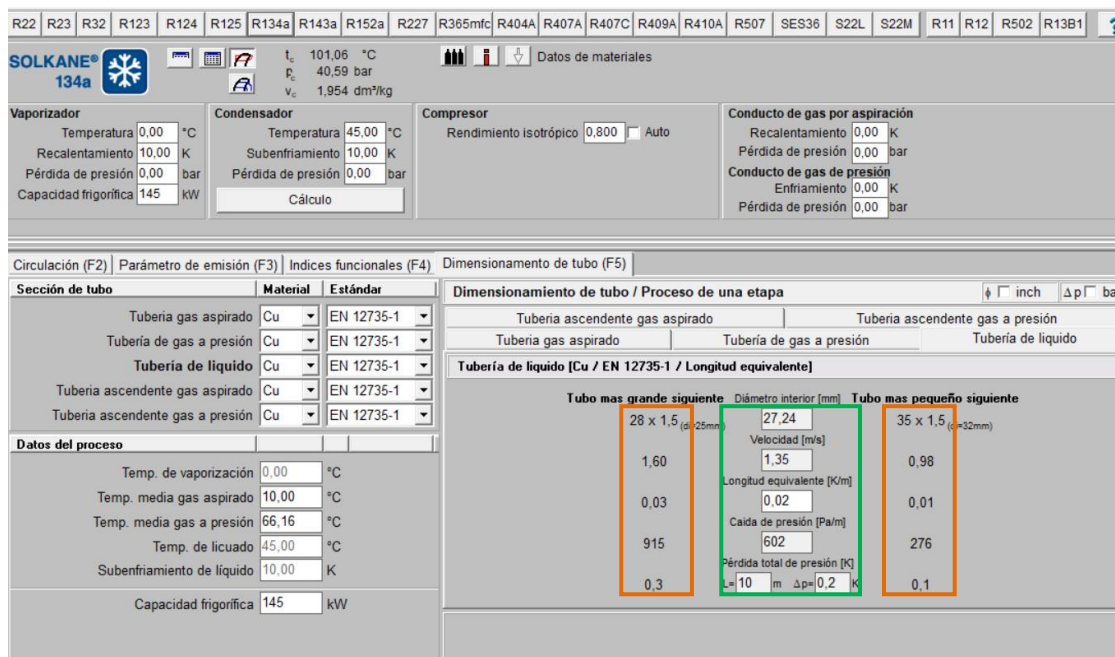 R22 R23 R32 R123 R124 R125 R134a R143a R152a R227 R365mfc R404A R407A R407C R409A R410A R507 SES36 S22L S22M R11 R12 R502 R13B1 ?
SOLKANE® 134a
tc 101,06 °C
pc 40,59 bar
vc 1,954 dm³/kg
Datos de materiales
Vaporizador
Temperatura 0,00 °C
Recalentamiento 10,00 K
Pérdida de presión 0,00 bar
Capacidad frigorífica 145 kW
Condensador
Temperatura 45,00 °C
Subenfriamiento 10,00 K
Pérdida de presión 0,00 bar
Cálculo
Compresor
Rendimiento isotrópico 0,800 Auto
Conducto de gas por aspiración
Recalentamiento 0,00 K
Pérdida de presión 0,00 bar
Conducto de gas de presión
Enfriamiento 0,00 K
Pérdida de presión 0,00 bar
Circulación (F2) Parámetro de emisión (F3) Indices funcionales (F4) Dimensionamento de tubo (F5)
Sección de tubo Material Estándar
Tuberia gas aspirado Cu EN 12735-1
Tubería de gas a presión Cu EN 12735-1
Tubería de liquido Cu EN 12735-1
Tuberia ascendente gas aspirado Cu EN 12735-1
Tuberia ascendente gas a presión Cu EN 12735-1
Datos del proceso
Temp. de vaporización 0,00 °C
Temp. media gas aspirado 10,00 °C
Temp. media gas a presión 66,16 °C
Temp. de licuado 45,00 °C
Subenfriamiento de líquido 10,00 K
Capacidad frigorífica 145 kW
Dimensionamiento de tubo / Proceso de una etapa ϕ inch Δp ba
Tuberia ascendente gas aspirado Tuberia ascendente gas a presión
Tuberia gas aspirado Tubería de gas a presión Tubería de liquido
Tubería de liquido [Cu / EN 12735-1 / Longitud equivalente]
Tubo mas grande siguiente Diámetro interior [mm] Tubo mas pequeño siguiente
28 x 1,5 (di=25mm) 27,24 35 x 1,5 (di=32mm)
Velocidad [m/s]
1,60 1,35 0,98
Longitud equivalente [K/m]
0,03 0,02 0,01
Caida de presión [Pa/m]
915 602 276
Pérdida total de presión [K]
0,3 L= 10 m Δp= 0,2 K 0,1